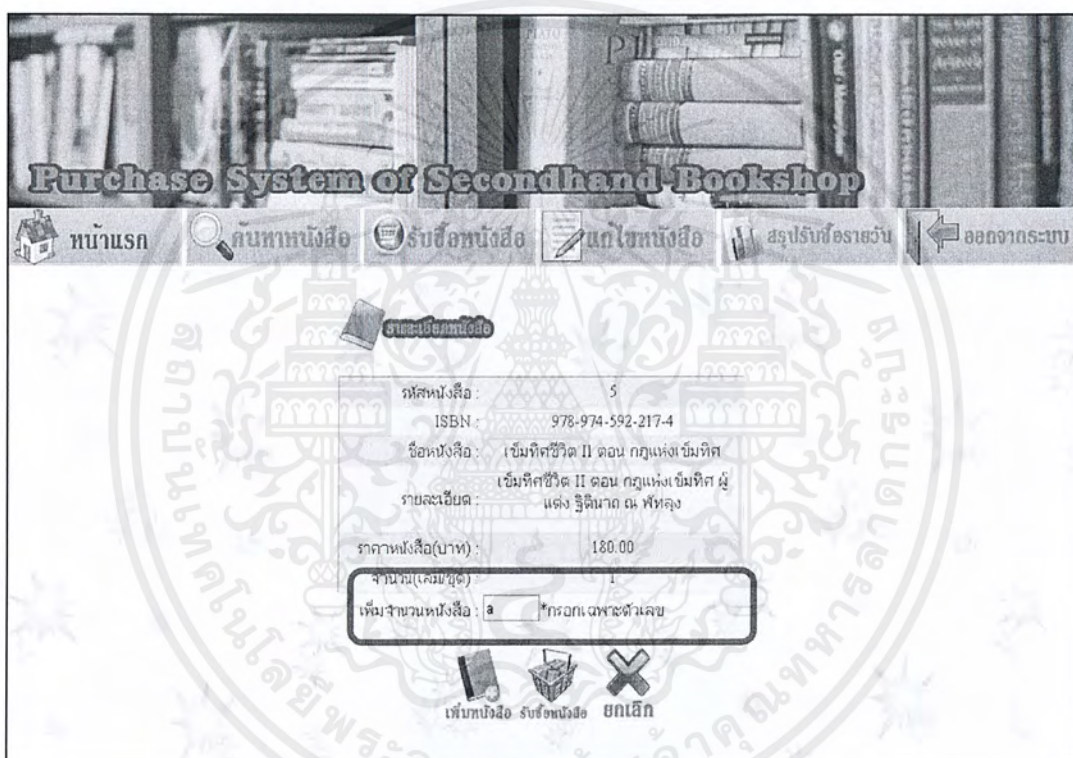 Purchase System of Secondhand Bookshop
หน้าแรก ค้นหาหนังสือ รับซื้อหนังสือ แก้ไขหนังสือ สรุปรับซื้อรายวัน ออกจากระบบ
รายละเอียดหนังสือ
รหัสหนังสือ : 5
ISBN : 978-974-592-217-4
ชื่อหนังสือ : เข็มทิศชีวิต II ตอน กฎแห่งเข็มทิศ
รายละเอียด : เข็มทิศชีวิต II ตอน กฎแห่งเข็มทิศ ผู้
แต่ง ฐิตินาถ ณ พัทลุง
ราคาหนังสือ(บาท) : 180.00
จำนวน(เล่ม/ชุด) : 1
เพิ่มจำนวนหนังสือ : a *กรอกเฉพาะตัวเลข
เพิ่มหนังสือ รับซื้อหนังสือ ยกเลิก